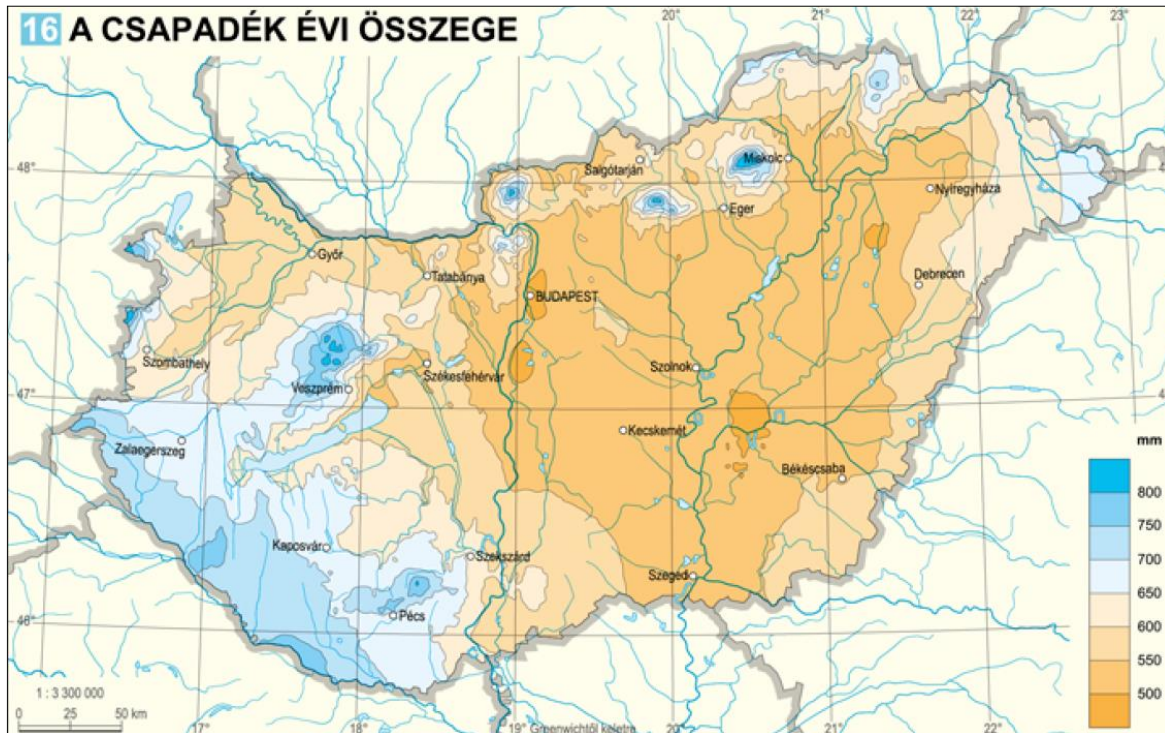 16 A CSAPADÉK ÉVI ÖSSZEGE
20° 21° 22° 23°
48°
Salgótarján
Miskolc
Nyíregyháza
Eger
Győr
Tatabánya
Debrecen
BUDAPEST
Szombathely
Székesfehérvár
Szolnok
Veszprém
47°
Zalaegerszeg
Kecskemét
mm
Békéscsaba
800
750
Kaposvár
Szekszárd
700
Szeged
650
Pécs
46°
600
550
500
1 : 3 300 000
0 25 50 km
17° 18° 19° Greenwichtől keletre 20° 21° 22°